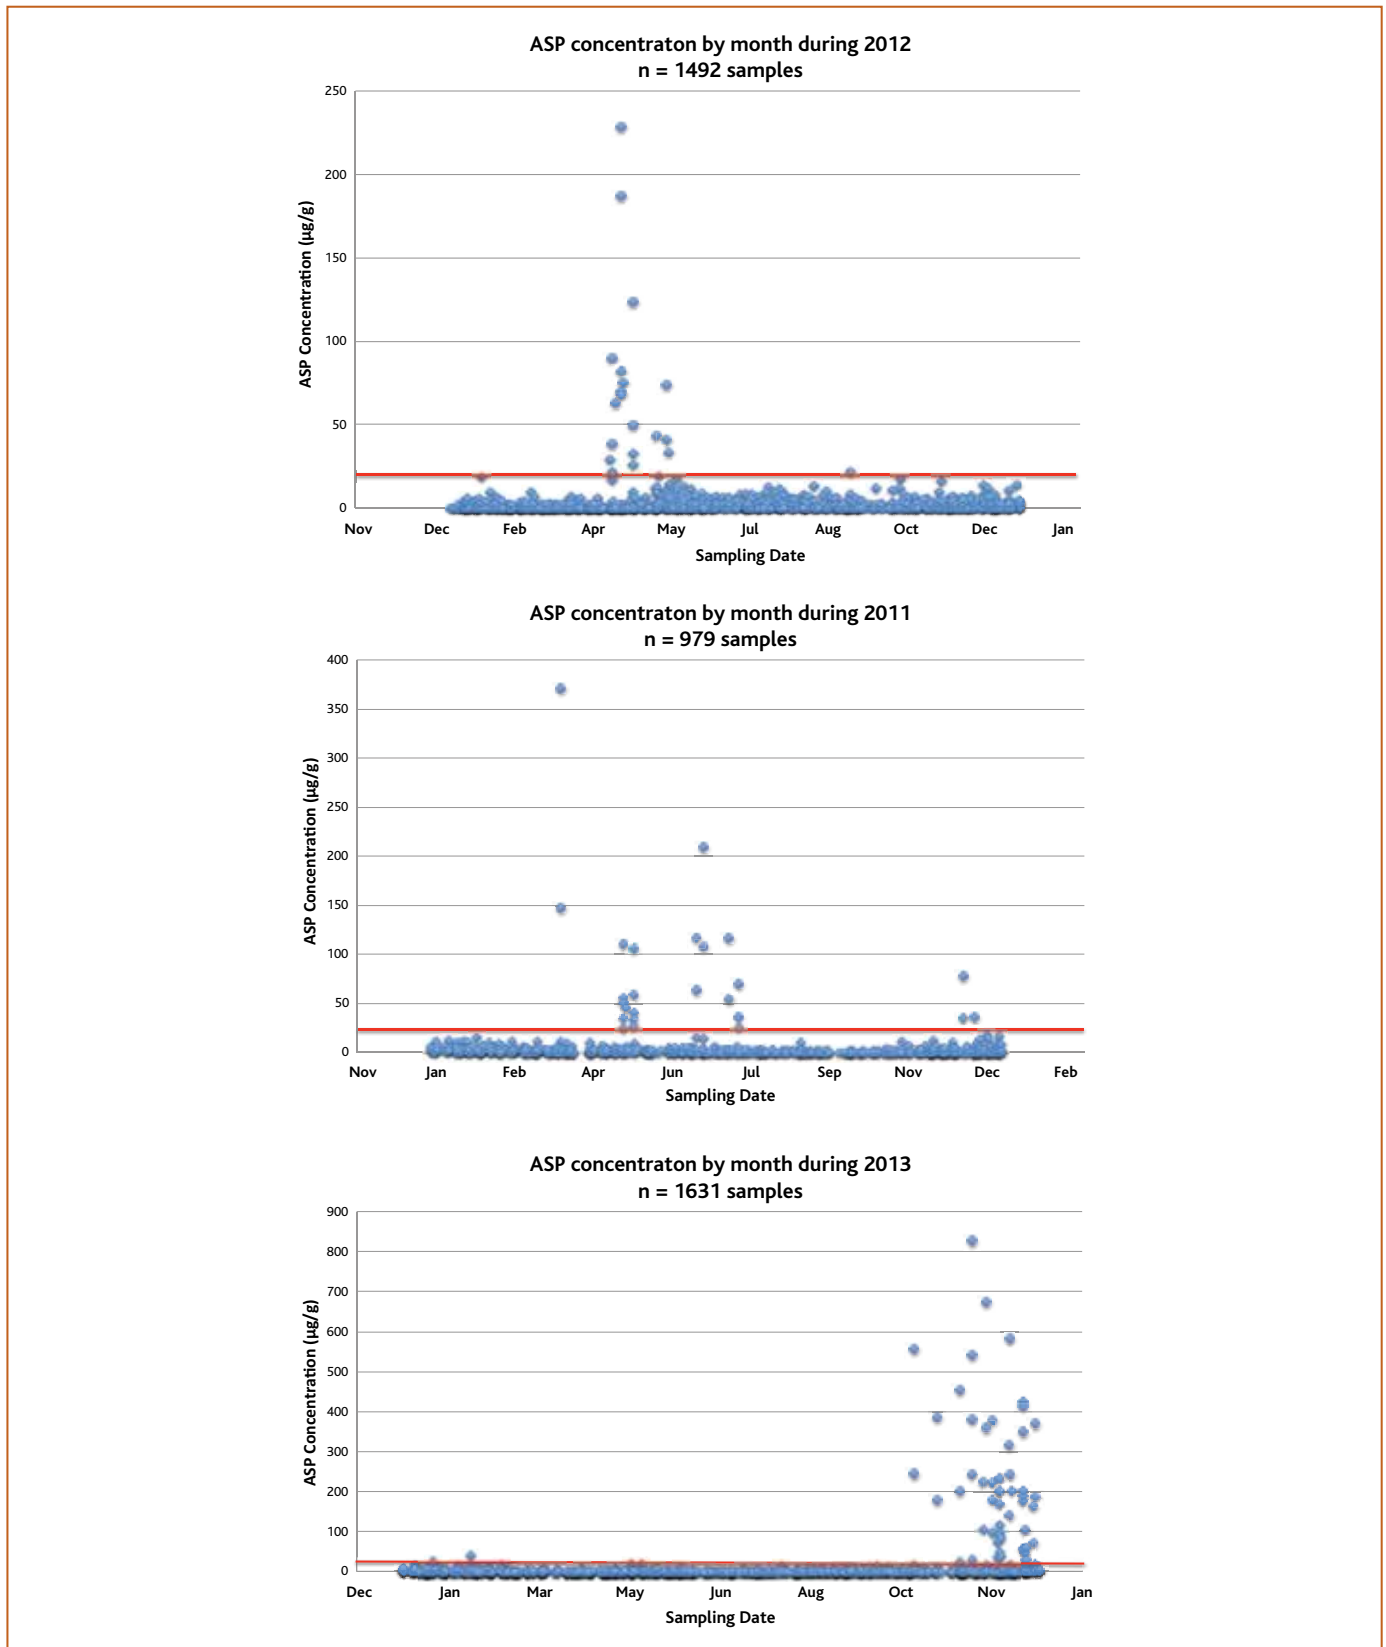 ASP concentraton by month during 2012
n = 1492 samples
250
200
150
100
50
0
ASP Concentration (µg/g)
Nov Dec Feb Apr May Jul Aug Oct Dec Jan
Sampling Date
ASP concentraton by month during 2011
n = 979 samples
400
350
300
250
200
150
100
50
0
ASP Concentration (µg/g)
Nov Jan Feb Apr Jun Jul Sep Nov Dec Feb
Sampling Date
ASP concentraton by month during 2013
n = 1631 samples
900
800
700
600
500
400
300
200
100
0
ASP Concentration (µg/g)
Dec Jan Mar May Jun Aug Oct Nov Jan
Sampling Date